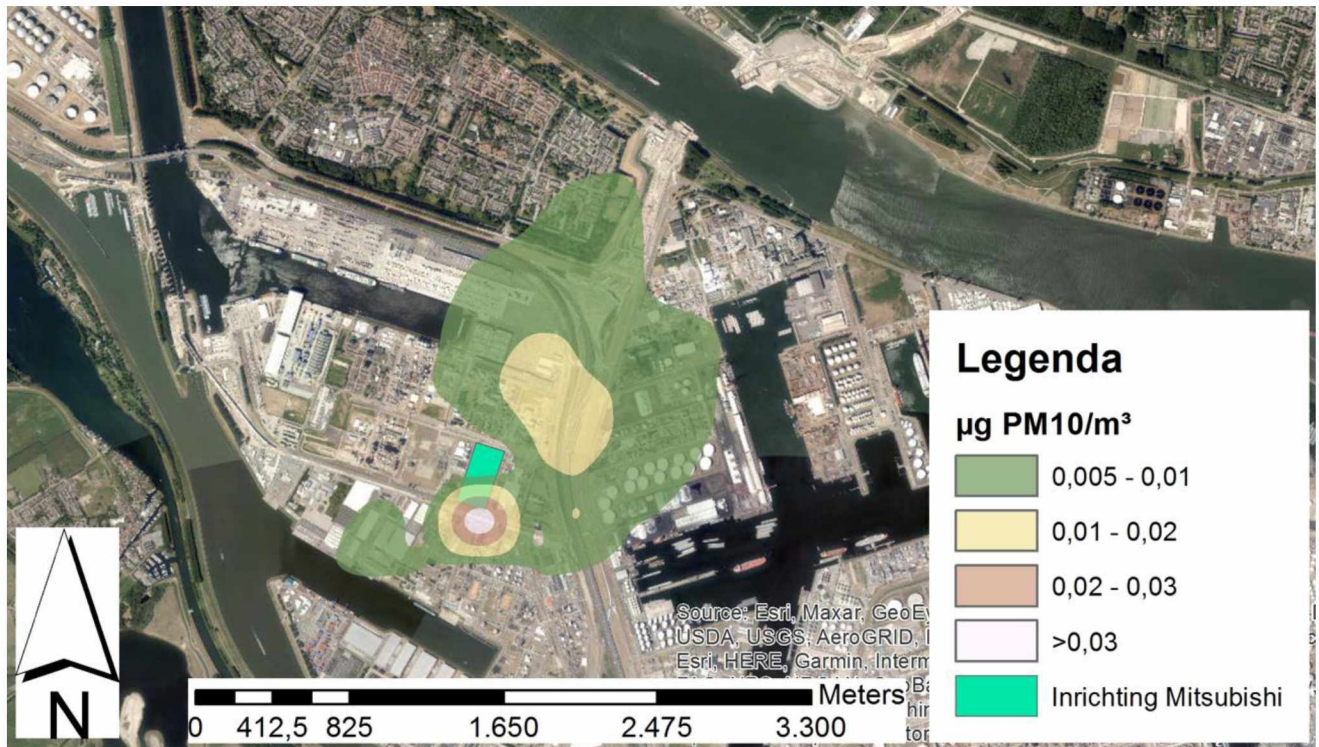 Legenda
µg PM10/m³
0,005 - 0,01
0,01 - 0,02
0,02 - 0,03
>0,03
Inrichting Mitsubishi
Source: Esri, Maxar, GeoEy
USDA, USGS, AeroGRID, I
Esri, HERE, Garmin, Interm
N
Meters
0 412,5 825 1.650 2.475 3.300